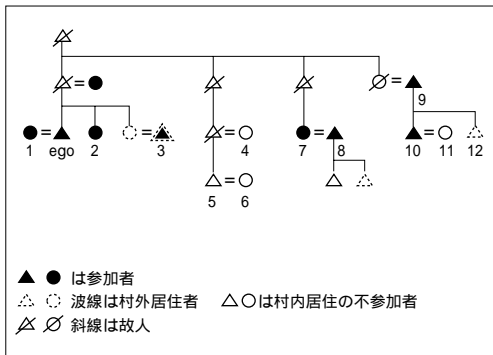 9
1 ego 2 3 4 7 8 10 11 12
5 6
▲ ● は参加者
波線は村外居住者 △○は村内居住の不参加者
斜線は故人